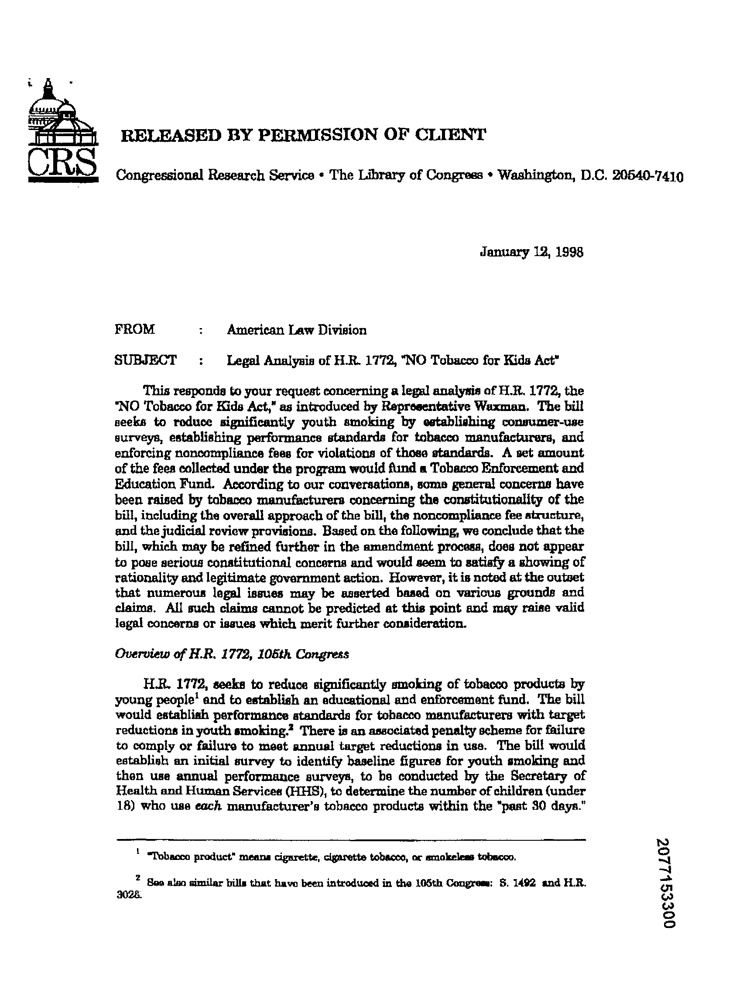 RELEASED BY PERMISSION OF CLIENT
CRS
Congressional Research Service • The Library of Congress • Washington, D.C. 20540-7410
January 12, 1998
FROM : American Law Division
SUBJECT : Legal Analysis of H.R. 1772, "NO Tobacco for Kids Act"
This responds to your request concerning a legal analysis of H.R. 1772, the
"NO Tobacco for Kids Act," as introduced by Representative Waxman. The bill
seeks to reduce significantly youth smoking by establishing consumer-use
surveys, establishing performance standards for tobacco manufacturers, and
enforcing noncompliance fees for violations of those standards. A set amount
of the fees collected under the program would fund a Tobacco Enforcement and
Education Fund. According to our conversations, some general concerns have
been raised by tobacco manufacturers concerning the constitutionality of the
bill, including the overall approach of the bill, the noncompliance fee structure,
and the judicial review provisions. Based on the following, we conclude that the
bill, which may be refined further in the amendment process, does not appear
to pose serious constitutional concerns and would seem to satisfy a showing of
rationality and legitimate government action. However, it is noted at the outset
that numerous legal issues may be asserted based on various grounds and
claims. All such claims cannot be predicted at this point and may raise valid
legal concerns or issues which merit further consideration.
Overview of H.R. 1772, 105th Congress
H.R. 1772, seeks to reduce significantly smoking of tobacco products by
young people¹ and to establish an educational and enforcement fund. The bill
would establish performance standards for tobacco manufacturers with target
reductions in youth smoking.² There is an associated penalty scheme for failure
to comply or failure to meet annual target reductions in use. The bill would
establish an initial survey to identify baseline figures for youth smoking and
then use annual performance surveys, to be conducted by the Secretary of
Health and Human Services (HHS), to determine the number of children (under
18) who use each manufacturer's tobacco products within the "past 30 days."
¹ "Tobacco product" means cigarette, cigarette tobacco, or smokeless tobacco.
² See also similar bills that have been introduced in the 105th Congress: S. 1492 and H.R.
3028.
2077153300